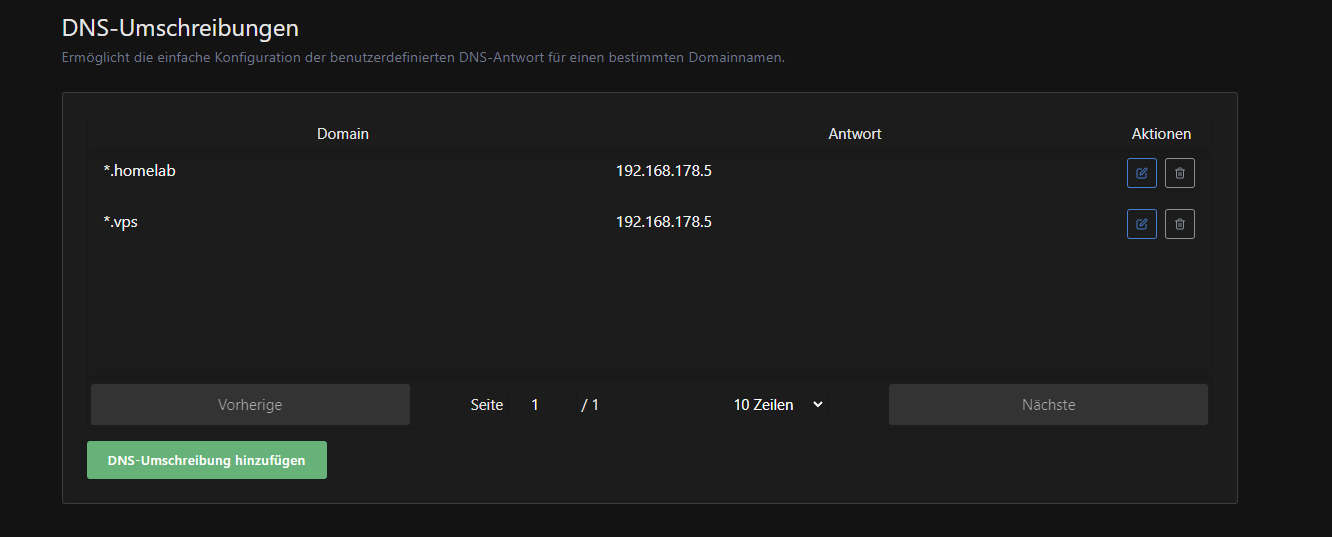 DNS-Umschreibungen
Ermöglicht die einfache Konfiguration der benutzerdefinierten DNS-Antwort für einen bestimmten Domainnamen.
Domain Antwort Aktionen
*.homelab 192.168.178.5
*.vps 192.168.178.5
Vorherige Seite 1 / 1 10 Zeilen Nächste
DNS-Umschreibung hinzufügen